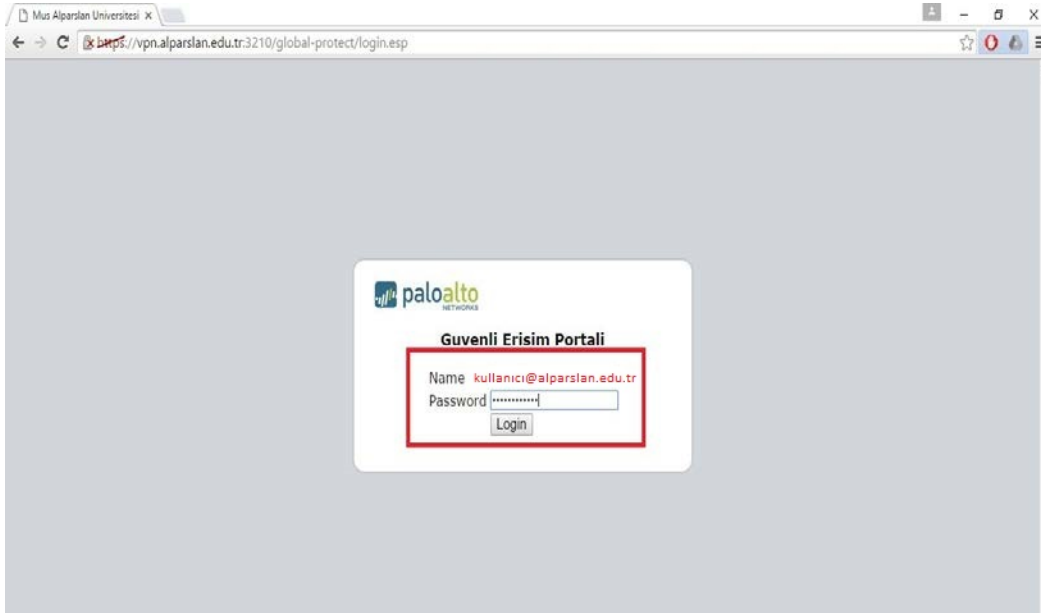 Mus Alparslan Universitesi
https://vpn.alparslan.edu.tr:3210/global-protect/login.esp
paloalto
NETWORKS
Guvenli Erisim Portali
Name kullanıcı@alparslan.edu.tr
Password
Login